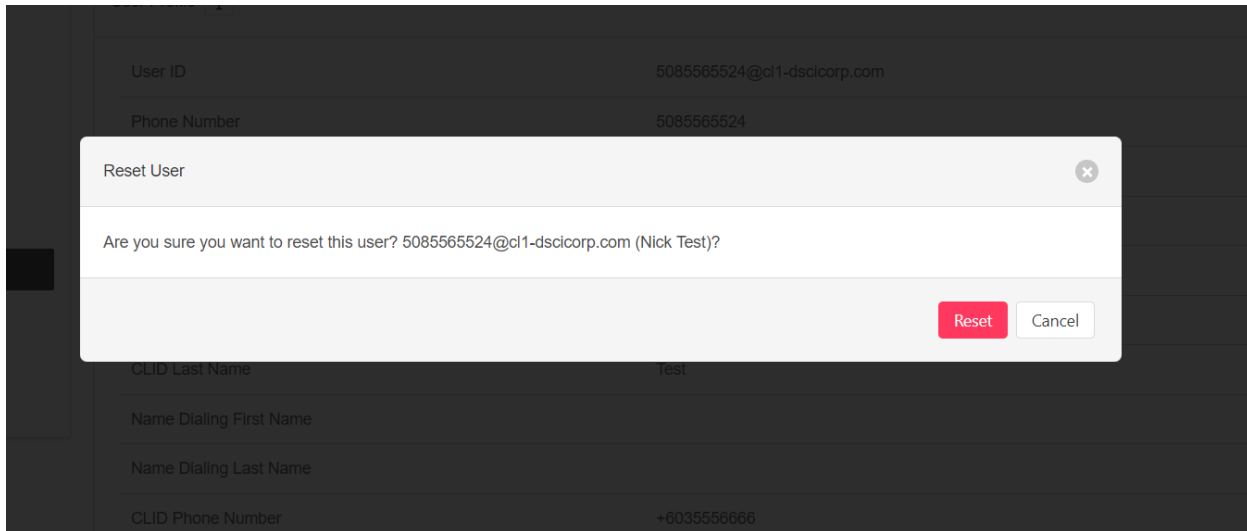 User Profile
User ID 5085565524@cl1-dscicorp.com
Phone Number 5085565524
Reset User
Are you sure you want to reset this user? 5085565524@cl1-dscicorp.com (Nick Test)?
Reset Cancel
CLID Last Name Test
Name Dialing First Name
Name Dialing Last Name
CLID Phone Number +6035556666